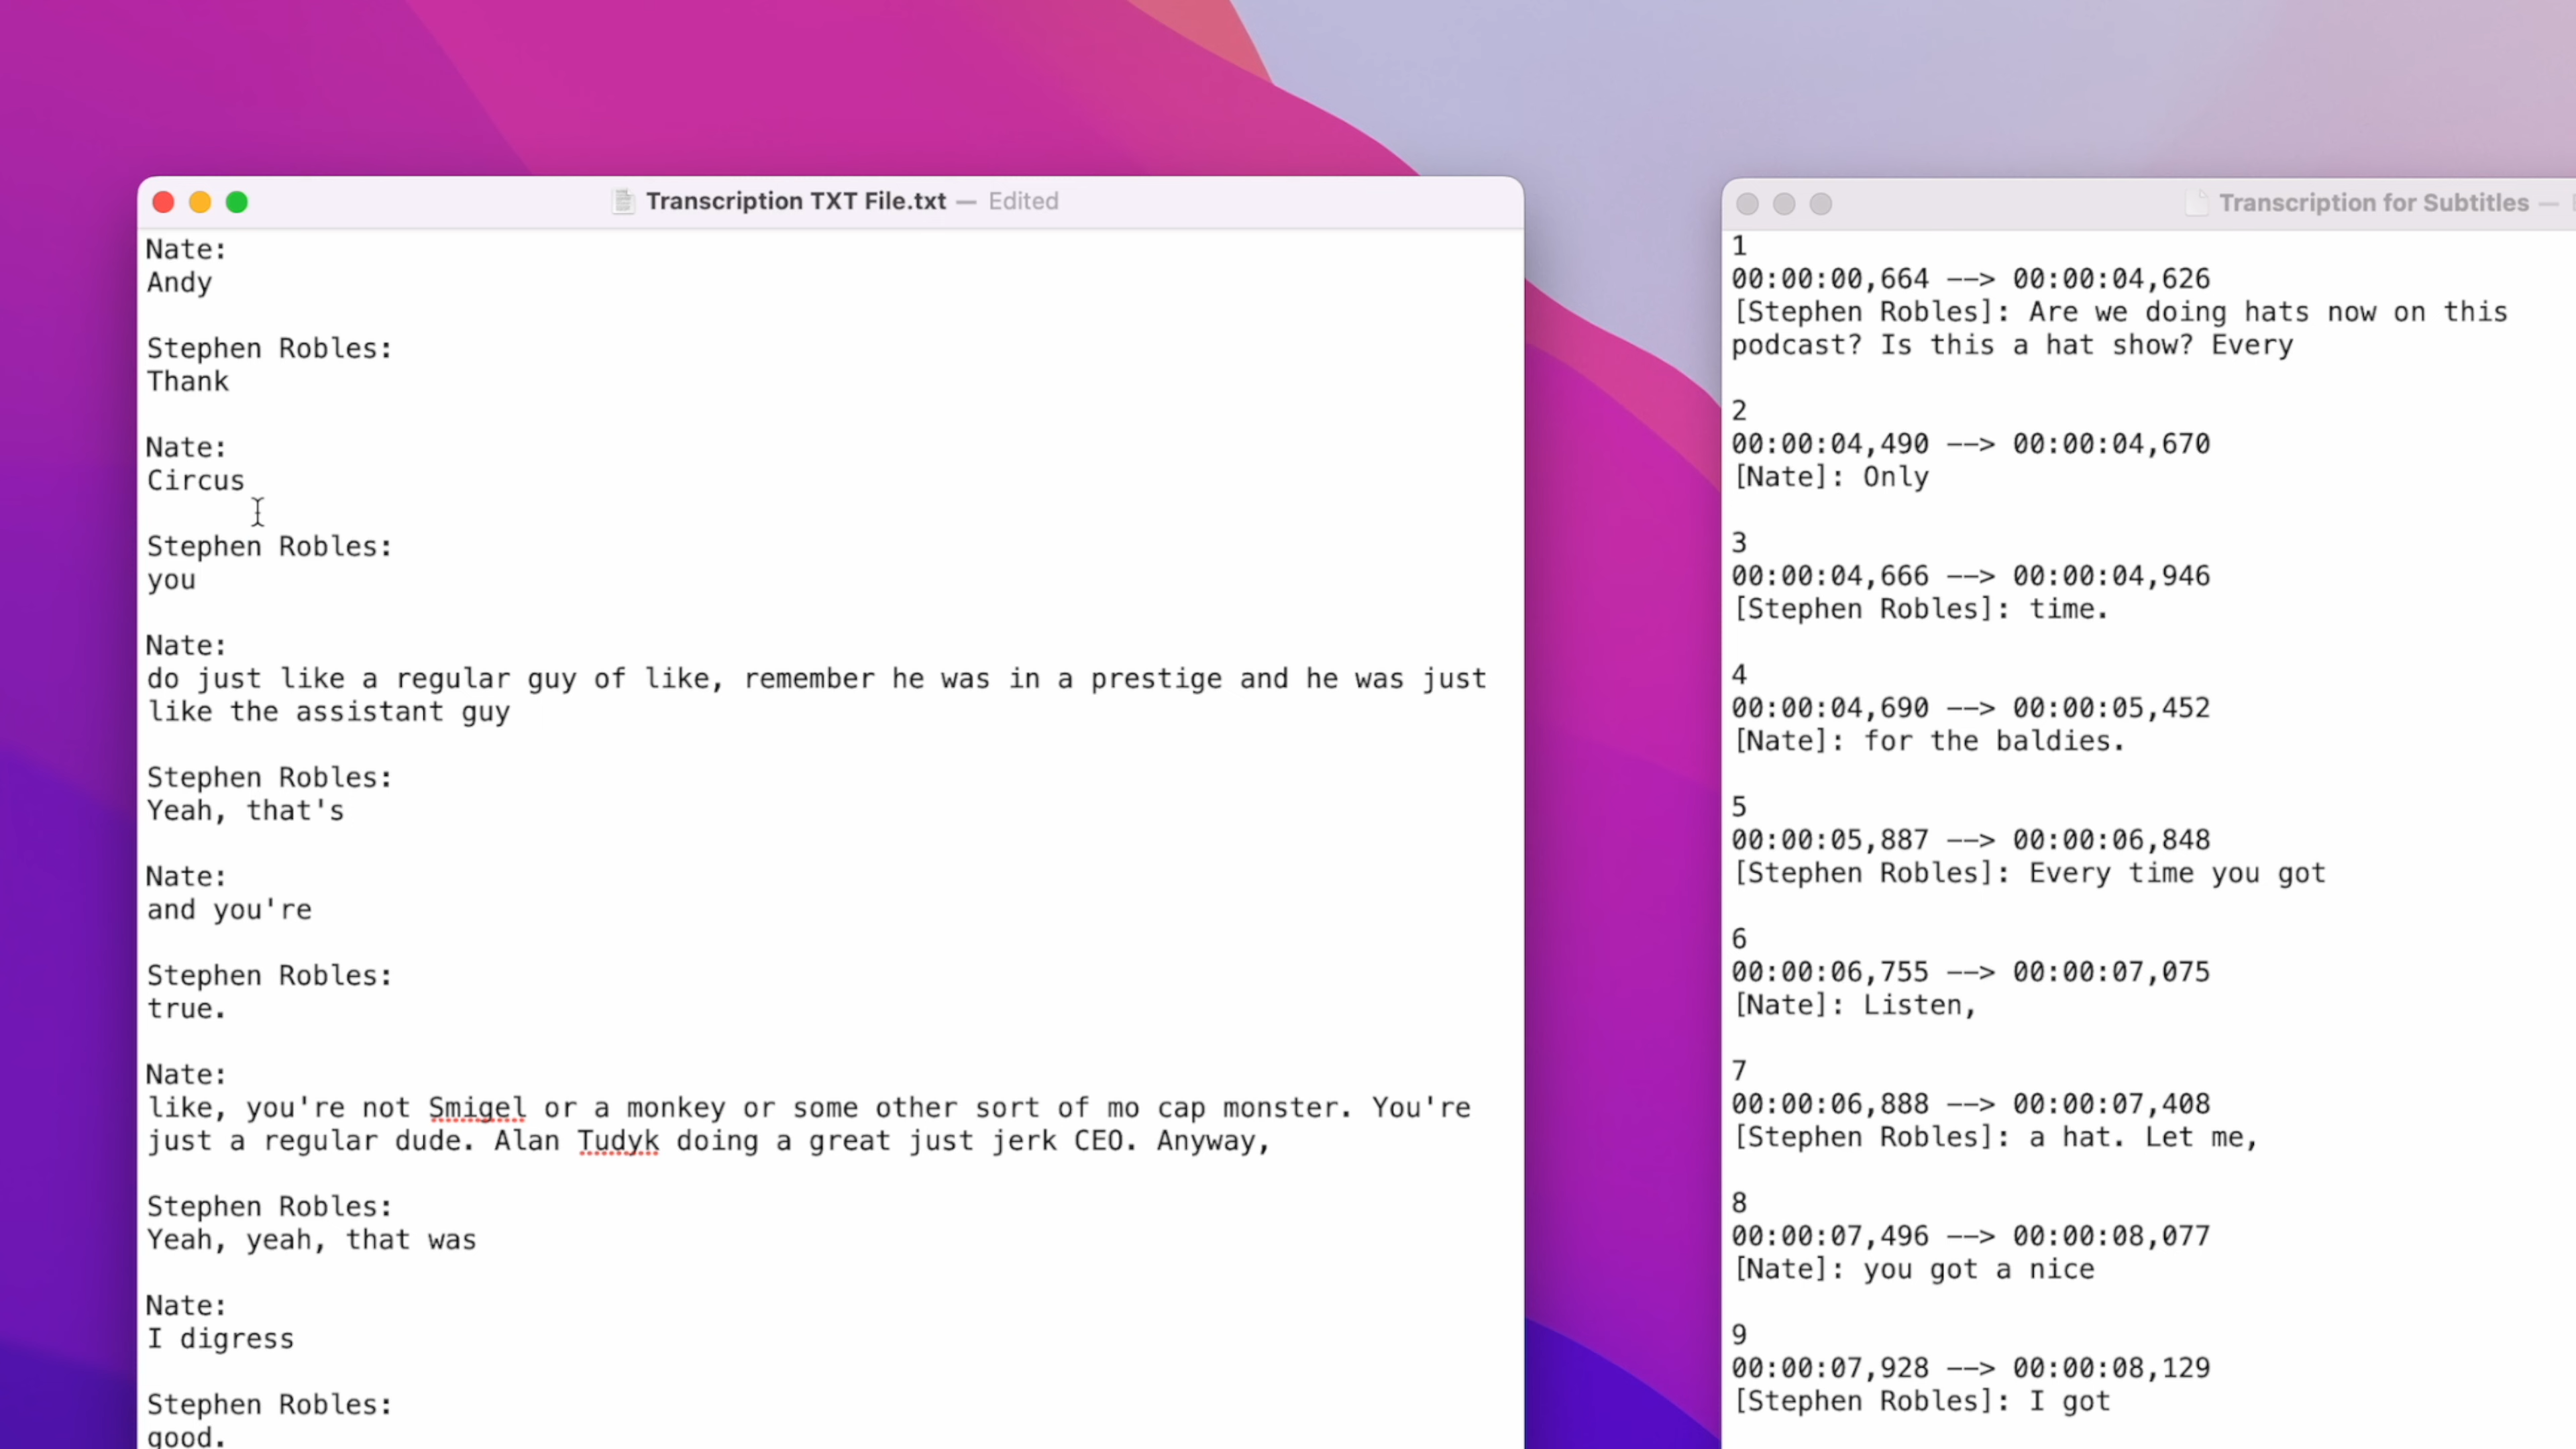 Transcription TXT File.txt — Edited
Nate:
Andy
Stephen Robles:
Thank
Nate:
Circus
Stephen Robles:
you
Nate:
do just like a regular guy of like, remember he was in a prestige and he was just
like the assistant guy
Stephen Robles:
Yeah, that's
Nate:
and you're
Stephen Robles:
true.
Nate:
like, you're not Smigel or a monkey or some other sort of mo cap monster. You're
just a regular dude. Alan Tudyk doing a great just jerk CEO. Anyway,
Stephen Robles:
Yeah, yeah, that was
Nate:
I digress
Stephen Robles:
good.
Transcription for Subtitles —
1
00:00:00,664 --> 00:00:04,626
[Stephen Robles]: Are we doing hats now on this
podcast? Is this a hat show? Every
2
00:00:04,490 --> 00:00:04,670
[Nate]: Only
3
00:00:04,666 --> 00:00:04,946
[Stephen Robles]: time.
4
00:00:04,690 --> 00:00:05,452
[Nate]: for the baldies.
5
00:00:05,887 --> 00:00:06,848
[Stephen Robles]: Every time you got
6
00:00:06,755 --> 00:00:07,075
[Nate]: Listen,
7
00:00:06,888 --> 00:00:07,408
[Stephen Robles]: a hat. Let me,
8
00:00:07,496 --> 00:00:08,077
[Nate]: you got a nice
9
00:00:07,928 --> 00:00:08,129
[Stephen Robles]: I got